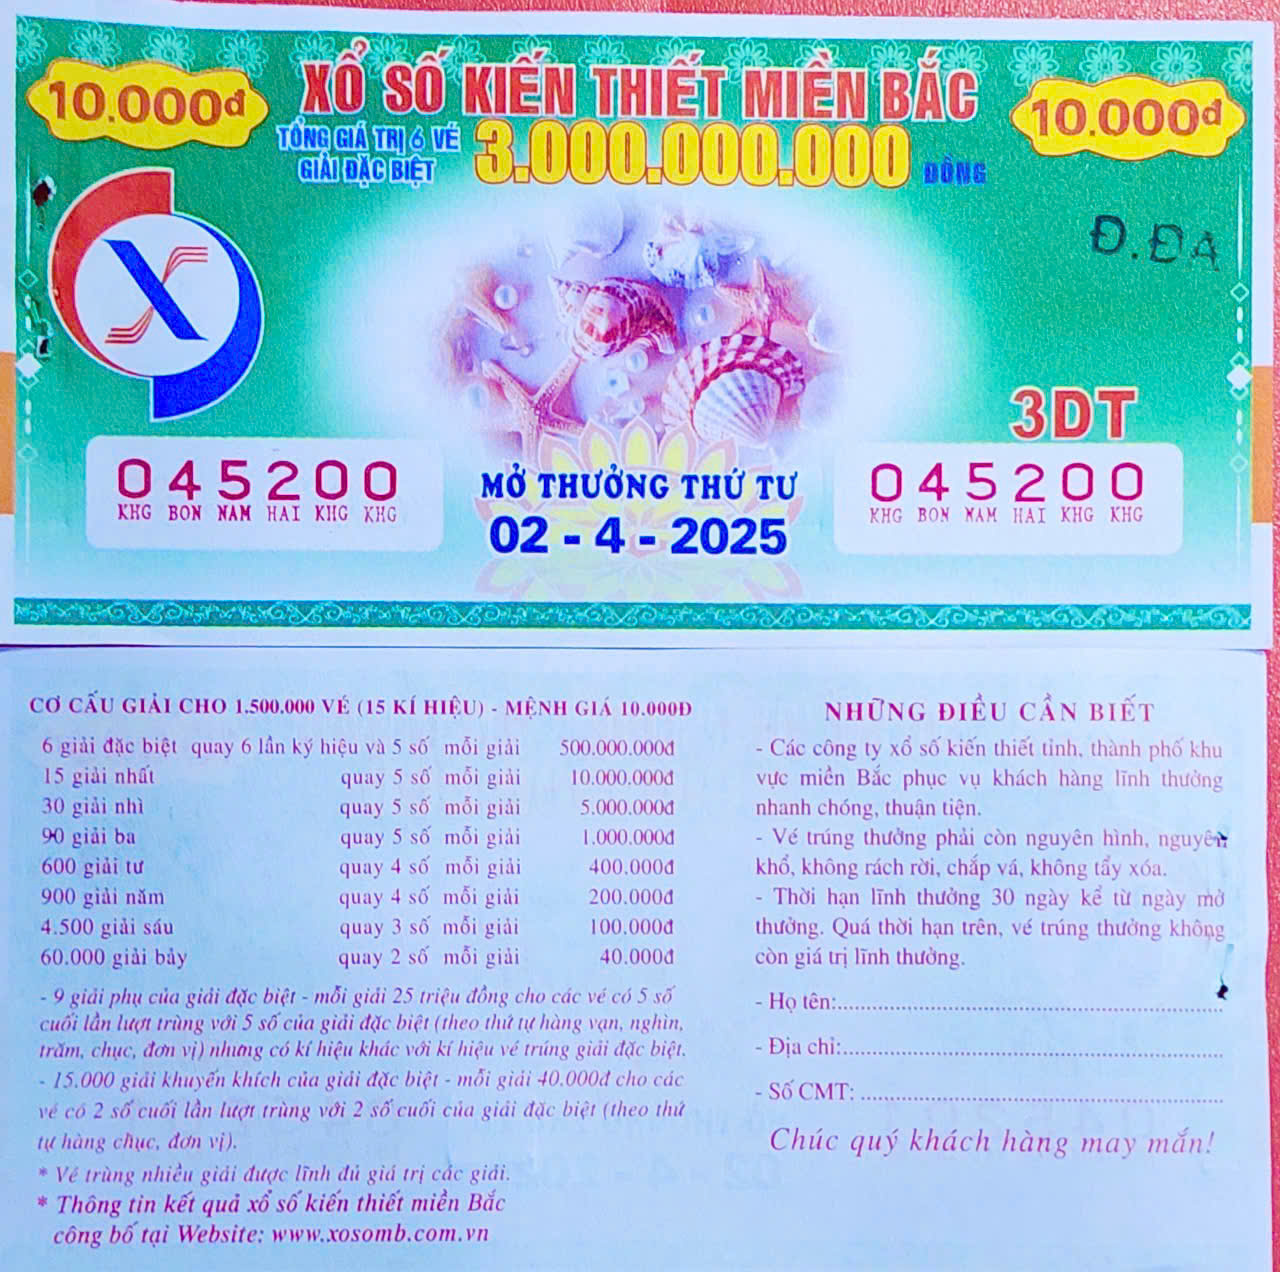 XỔ SỐ KIẾN THIẾT MIỀN BẮC
10.000đ
10.000đ
TỔNG GIÁ TRỊ 6 VÉ
GIẢI ĐẶC BIỆT
3.000.000.000 ĐỒNG
X
Đ.ĐA
3DT
045200
KHG BON NAM HAI KHG KHG
MỞ THƯỞNG THỨ TƯ
02 - 4 - 2025
045200
KHG BON NAM HAI KHG KHG
CƠ CẤU GIẢI CHO 1.500.000 VÉ (15 KÍ HIỆU) - MỆNH GIÁ 10.000Đ
6 giải đặc biệt quay 6 lần ký hiệu và 5 số mỗi giải 500.000.000đ
15 giải nhất quay 5 số mỗi giải 10.000.000đ
30 giải nhì quay 5 số mỗi giải 5.000.000đ
90 giải ba quay 5 số mỗi giải 1.000.000đ
600 giải tư quay 4 số mỗi giải 400.000đ
900 giải năm quay 4 số mỗi giải 200.000đ
4.500 giải sáu quay 3 số mỗi giải 100.000đ
60.000 giải bảy quay 2 số mỗi giải 40.000đ
- 9 giải phụ của giải đặc biệt - mỗi giải 25 triệu đồng cho các vé có 5 số
cuối lần lượt trùng với 5 số của giải đặc biệt (theo thứ tự hàng vạn, nghìn,
trăm, chục, đơn vị) nhưng có kí hiệu khác với kí hiệu vé trúng giải đặc biệt.
- 15.000 giải khuyến khích của giải đặc biệt - mỗi giải 40.000đ cho các
vé có 2 số cuối lần lượt trùng với 2 số cuối của giải đặc biệt (theo thứ
tự hàng chục, đơn vị).
* Vé trùng nhiều giải được lĩnh đủ giá trị các giải.
* Thông tin kết quả xổ số kiến thiết miền Bắc
công bố tại Website: www.xosomb.com.vn
NHỮNG ĐIỀU CẦN BIẾT
- Các công ty xổ số kiến thiết tỉnh, thành phố khu
vực miền Bắc phục vụ khách hàng lĩnh thưởng
nhanh chóng, thuận tiện.
- Vé trúng thưởng phải còn nguyên hình, nguyên
khổ, không rách rời, chắp vá, không tẩy xóa.
- Thời hạn lĩnh thưởng 30 ngày kể từ ngày mở
thưởng. Quá thời hạn trên, vé trúng thưởng không
còn giá trị lĩnh thưởng.
- Họ tên:
- Địa chỉ:
- Số CMT:
Chúc quý khách hàng may mắn!